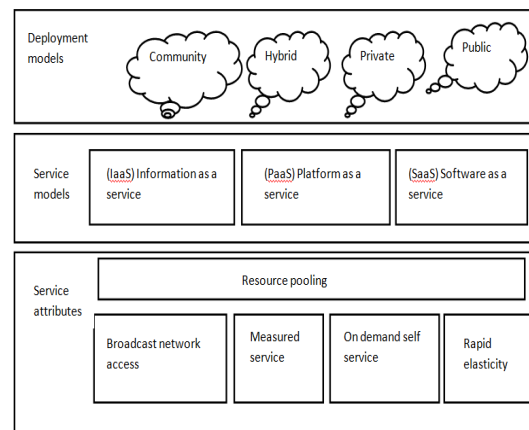 Deployment
models
Community
Hybrid
Private
Public
Service
models
(IaaS) Information as a
service
(PaaS) Platform as a
service
(SaaS) Software as a
service
Service
attributes
Resource pooling
Broadcast network
access
Measured
service
On demand self
service
Rapid
elasticity